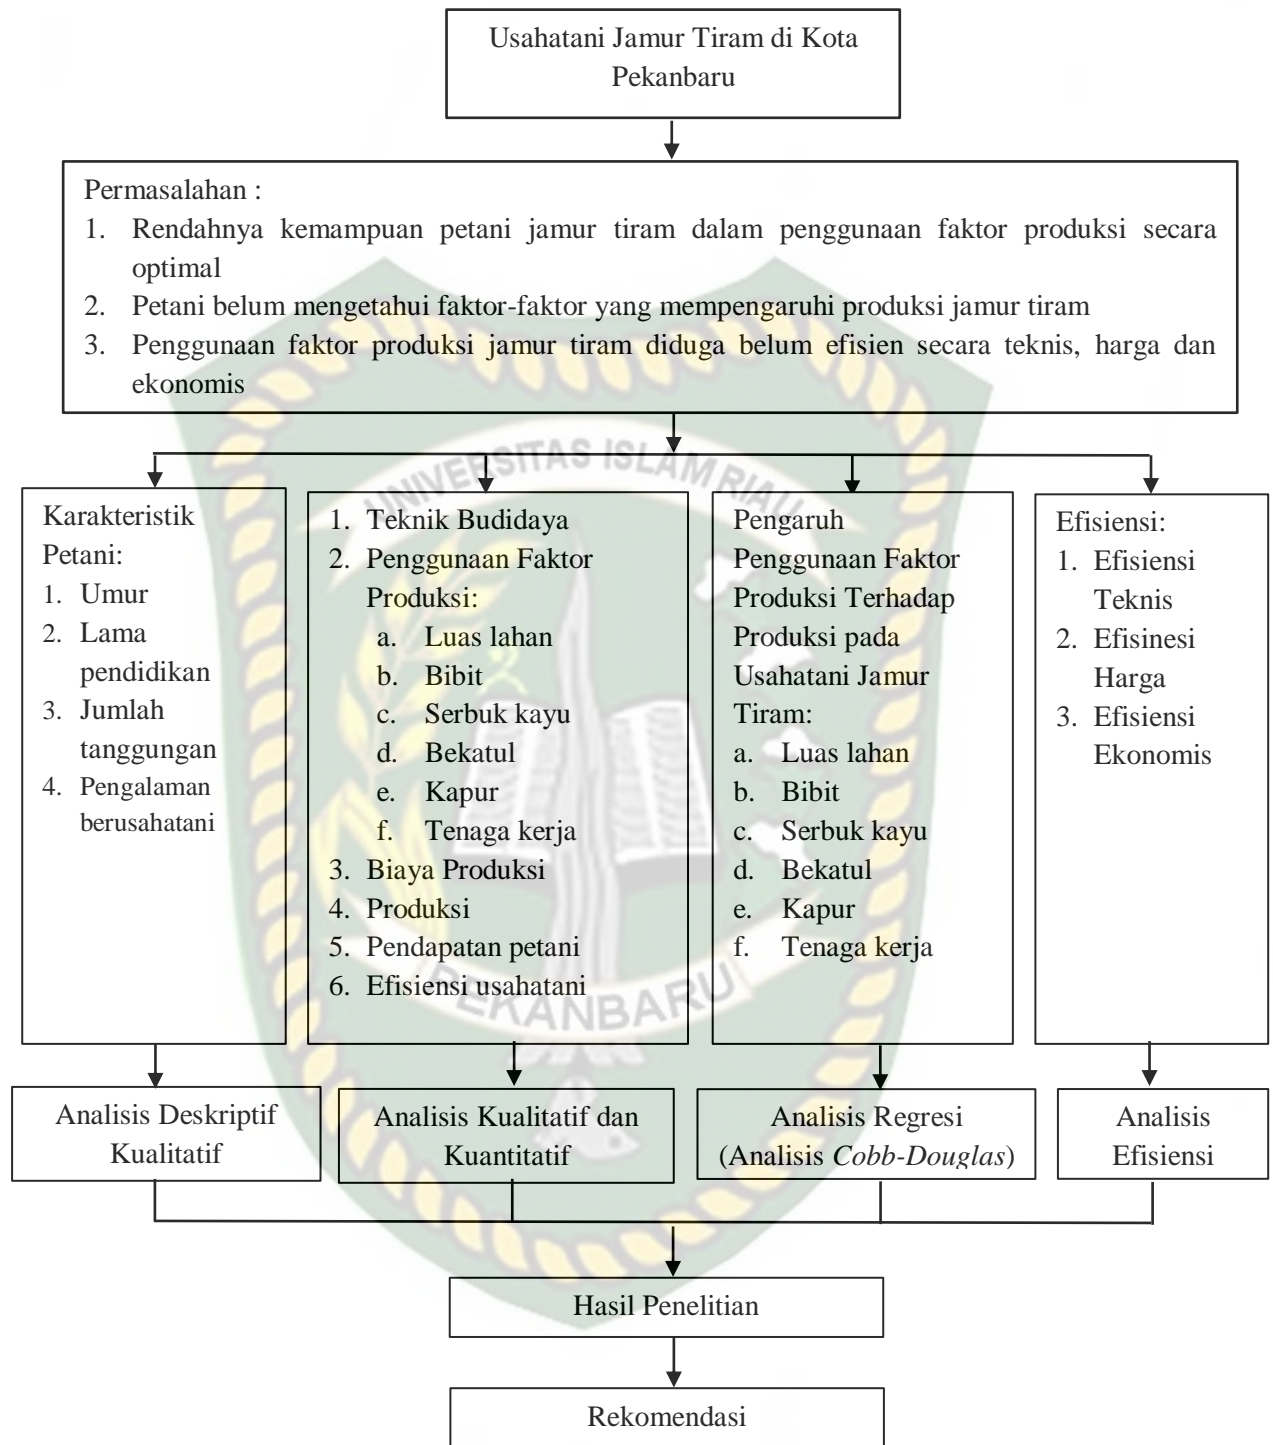 Usahatani Jamur Tiram di Kota
Pekanbaru
Permasalahan :
1. Rendahnya kemampuan petani jamur tiram dalam penggunaan faktor produksi secara
optimal
2. Petani belum mengetahui faktor-faktor yang mempengaruhi produksi jamur tiram
3. Penggunaan faktor produksi jamur tiram diduga belum efisien secara teknis, harga dan
ekonomis
UNIVERSITAS ISLAM RIAU
Karakteristik
Petani:
1. Umur
2. Lama
pendidikan
3. Jumlah
tanggungan
4. Pengalaman
berusahatani
1. Teknik Budidaya
2. Penggunaan Faktor
Produksi:
a. Luas lahan
b. Bibit
c. Serbuk kayu
d. Bekatul
e. Kapur
f. Tenaga kerja
3. Biaya Produksi
4. Produksi
5. Pendapatan petani
6. Efisiensi usahatani
Pengaruh
Penggunaan Faktor
Produksi Terhadap
Produksi pada
Usahatani Jamur
Tiram:
a. Luas lahan
b. Bibit
c. Serbuk kayu
d. Bekatul
e. Kapur
f. Tenaga kerja
Efisiensi:
1. Efisiensi
Teknis
2. Efisinesi
Harga
3. Efisiensi
Ekonomis
PEKANBARU
Analisis Deskriptif
Kualitatif
Analisis Kualitatif dan
Kuantitatif
Analisis Regresi
(Analisis Cobb-Douglas)
Analisis
Efisiensi
Hasil Penelitian
Rekomendasi